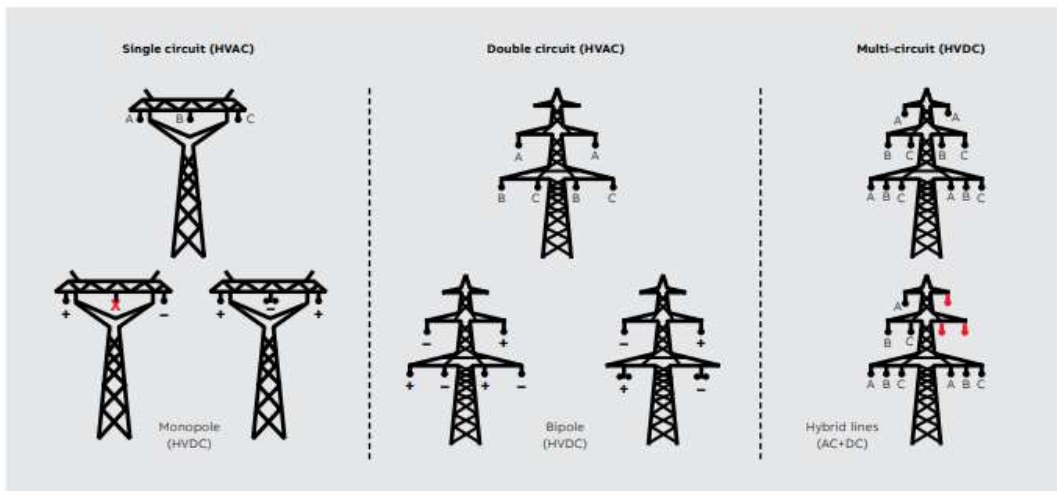 Single circuit (HVAC)
Double circuit (HVAC)
Multi-circuit (HVDC)
A B C
A A
B C B C
A A
B C B C
A B C A B C
+ X −
+ − +
− +
+ − + −
− +
+ −
A
B C
A B C A B C
Monopole
(HVDC)
Bipole
(HVDC)
Hybrid lines
(AC+DC)